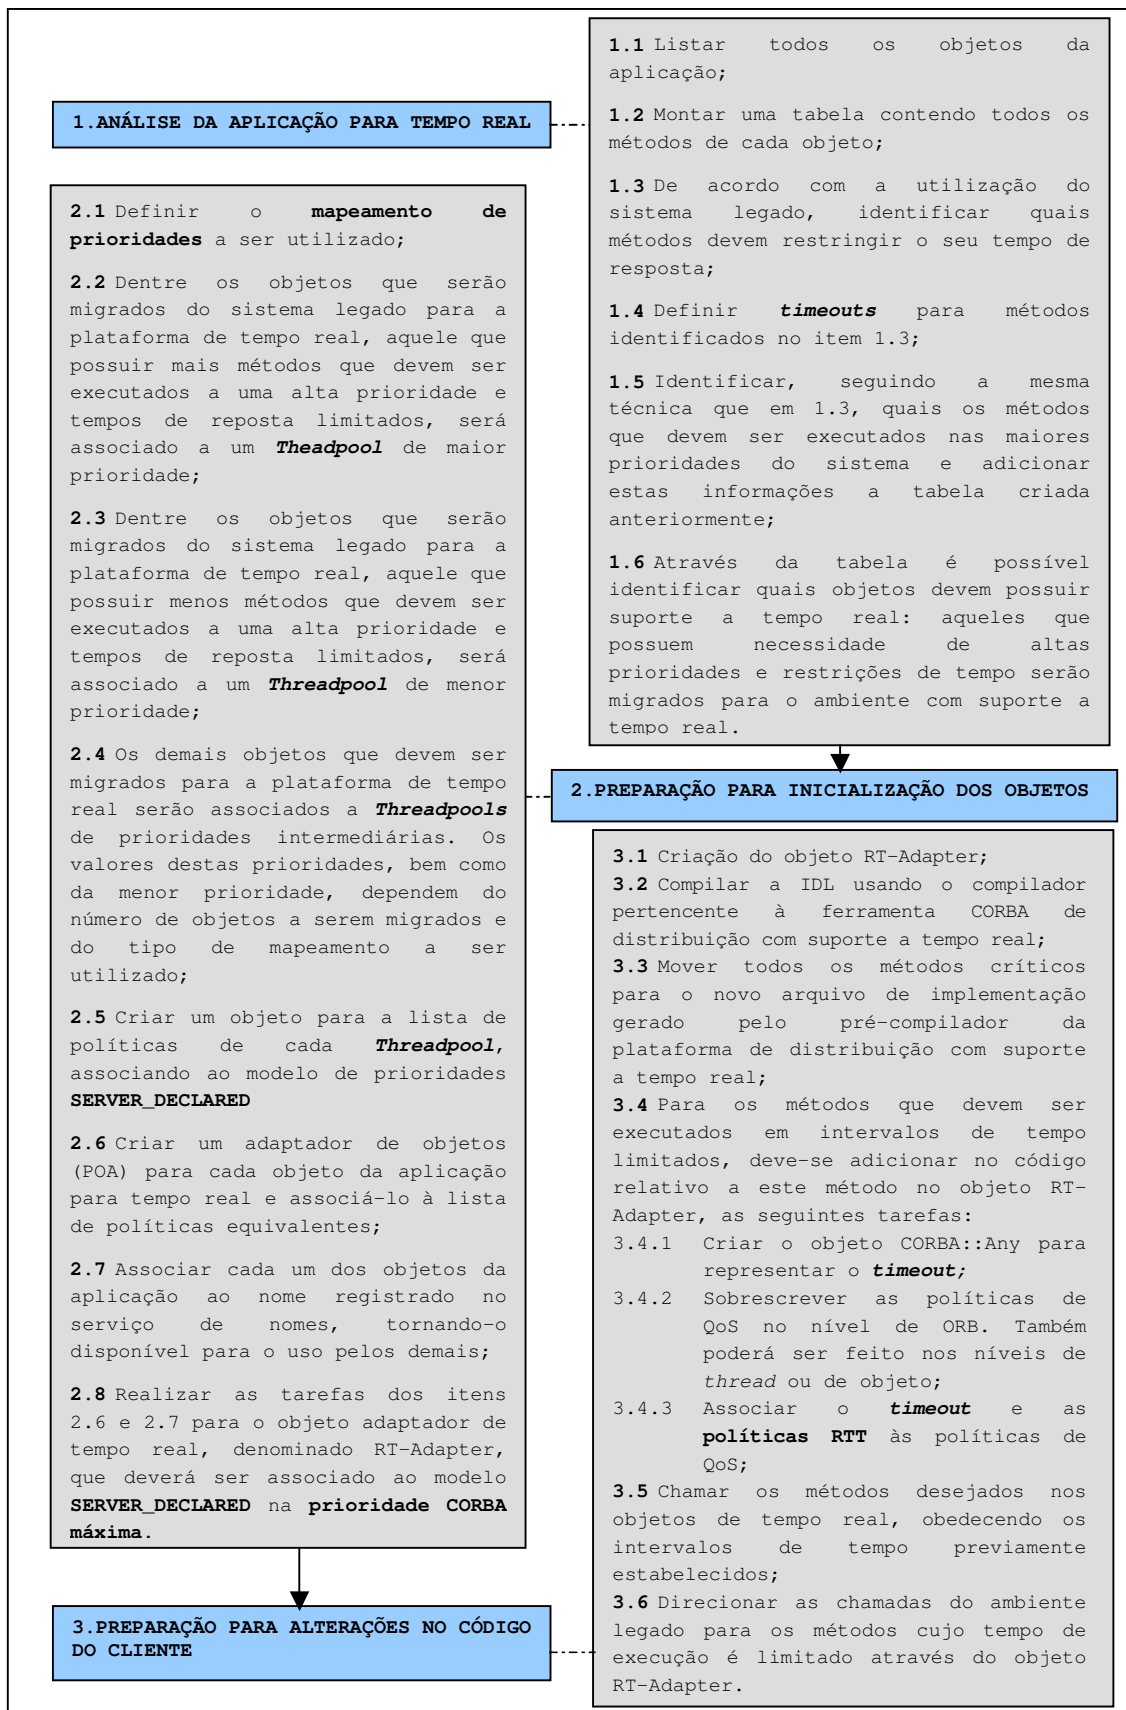 1.ANÁLISE DA APLICAÇÃO PARA TEMPO REAL
1.1 Listar todos os objetos da
aplicação;
1.2 Montar uma tabela contendo todos os
métodos de cada objeto;
1.3 De acordo com a utilização do
sistema legado, identificar quais
métodos devem restringir o seu tempo de
resposta;
1.4 Definir timeouts para métodos
identificados no item 1.3;
1.5 Identificar, seguindo a mesma
técnica que em 1.3, quais os métodos
que devem ser executados nas maiores
prioridades do sistema e adicionar
estas informações a tabela criada
anteriormente;
1.6 Através da tabela é possível
identificar quais objetos devem possuir
suporte a tempo real: aqueles que
possuem necessidade de altas
prioridades e restrições de tempo serão
migrados para o ambiente com suporte a
tempo real.
2.PREPARAÇÃO PARA INICIALIZAÇÃO DOS OBJETOS
2.1 Definir o mapeamento de
prioridades a ser utilizado;
2.2 Dentre os objetos que serão
migrados do sistema legado para a
plataforma de tempo real, aquele que
possuir mais métodos que devem ser
executados a uma alta prioridade e
tempos de reposta limitados, será
associado a um Theadpool de maior
prioridade;
2.3 Dentre os objetos que serão
migrados do sistema legado para a
plataforma de tempo real, aquele que
possuir menos métodos que devem ser
executados a uma alta prioridade e
tempos de reposta limitados, será
associado a um Threadpool de menor
prioridade;
2.4 Os demais objetos que devem ser
migrados para a plataforma de tempo
real serão associados a Threadpools
de prioridades intermediárias. Os
valores destas prioridades, bem como
da menor prioridade, dependem do
número de objetos a serem migrados e
do tipo de mapeamento a ser
utilizado;
2.5 Criar um objeto para a lista de
políticas de cada Threadpool,
associando ao modelo de prioridades
SERVER_DECLARED
2.6 Criar um adaptador de objetos
(POA) para cada objeto da aplicação
para tempo real e associá-lo à lista
de políticas equivalentes;
2.7 Associar cada um dos objetos da
aplicação ao nome registrado no
serviço de nomes, tornando-o
disponível para o uso pelos demais;
2.8 Realizar as tarefas dos itens
2.6 e 2.7 para o objeto adaptador de
tempo real, denominado RT-Adapter,
que deverá ser associado ao modelo
SERVER_DECLARED na prioridade CORBA
máxima.
3.PREPARAÇÃO PARA ALTERAÇÕES NO CÓDIGO
DO CLIENTE
3.1 Criação do objeto RT-Adapter;
3.2 Compilar a IDL usando o compilador
pertencente à ferramenta CORBA de
distribuição com suporte a tempo real;
3.3 Mover todos os métodos críticos
para o novo arquivo de implementação
gerado pelo pré-compilador da
plataforma de distribuição com suporte
a tempo real;
3.4 Para os métodos que devem ser
executados em intervalos de tempo
limitados, deve-se adicionar no código
relativo a este método no objeto RT-
Adapter, as seguintes tarefas:
3.4.1 Criar o objeto CORBA::Any para
representar o timeout;
3.4.2 Sobrescrever as políticas de
QoS no nível de ORB. Também
poderá ser feito nos níveis de
thread ou de objeto;
3.4.3 Associar o timeout e as
políticas RTT às políticas de
QoS;
3.5 Chamar os métodos desejados nos
objetos de tempo real, obedecendo os
intervalos de tempo previamente
estabelecidos;
3.6 Direcionar as chamadas do ambiente
legado para os métodos cujo tempo de
execução é limitado através do objeto
RT-Adapter.